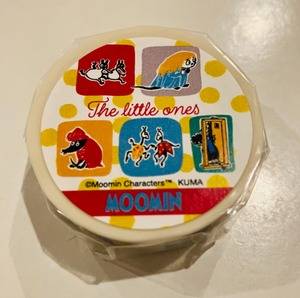 The little ones
©Moomin Characters™ KUMA
MOOMIN